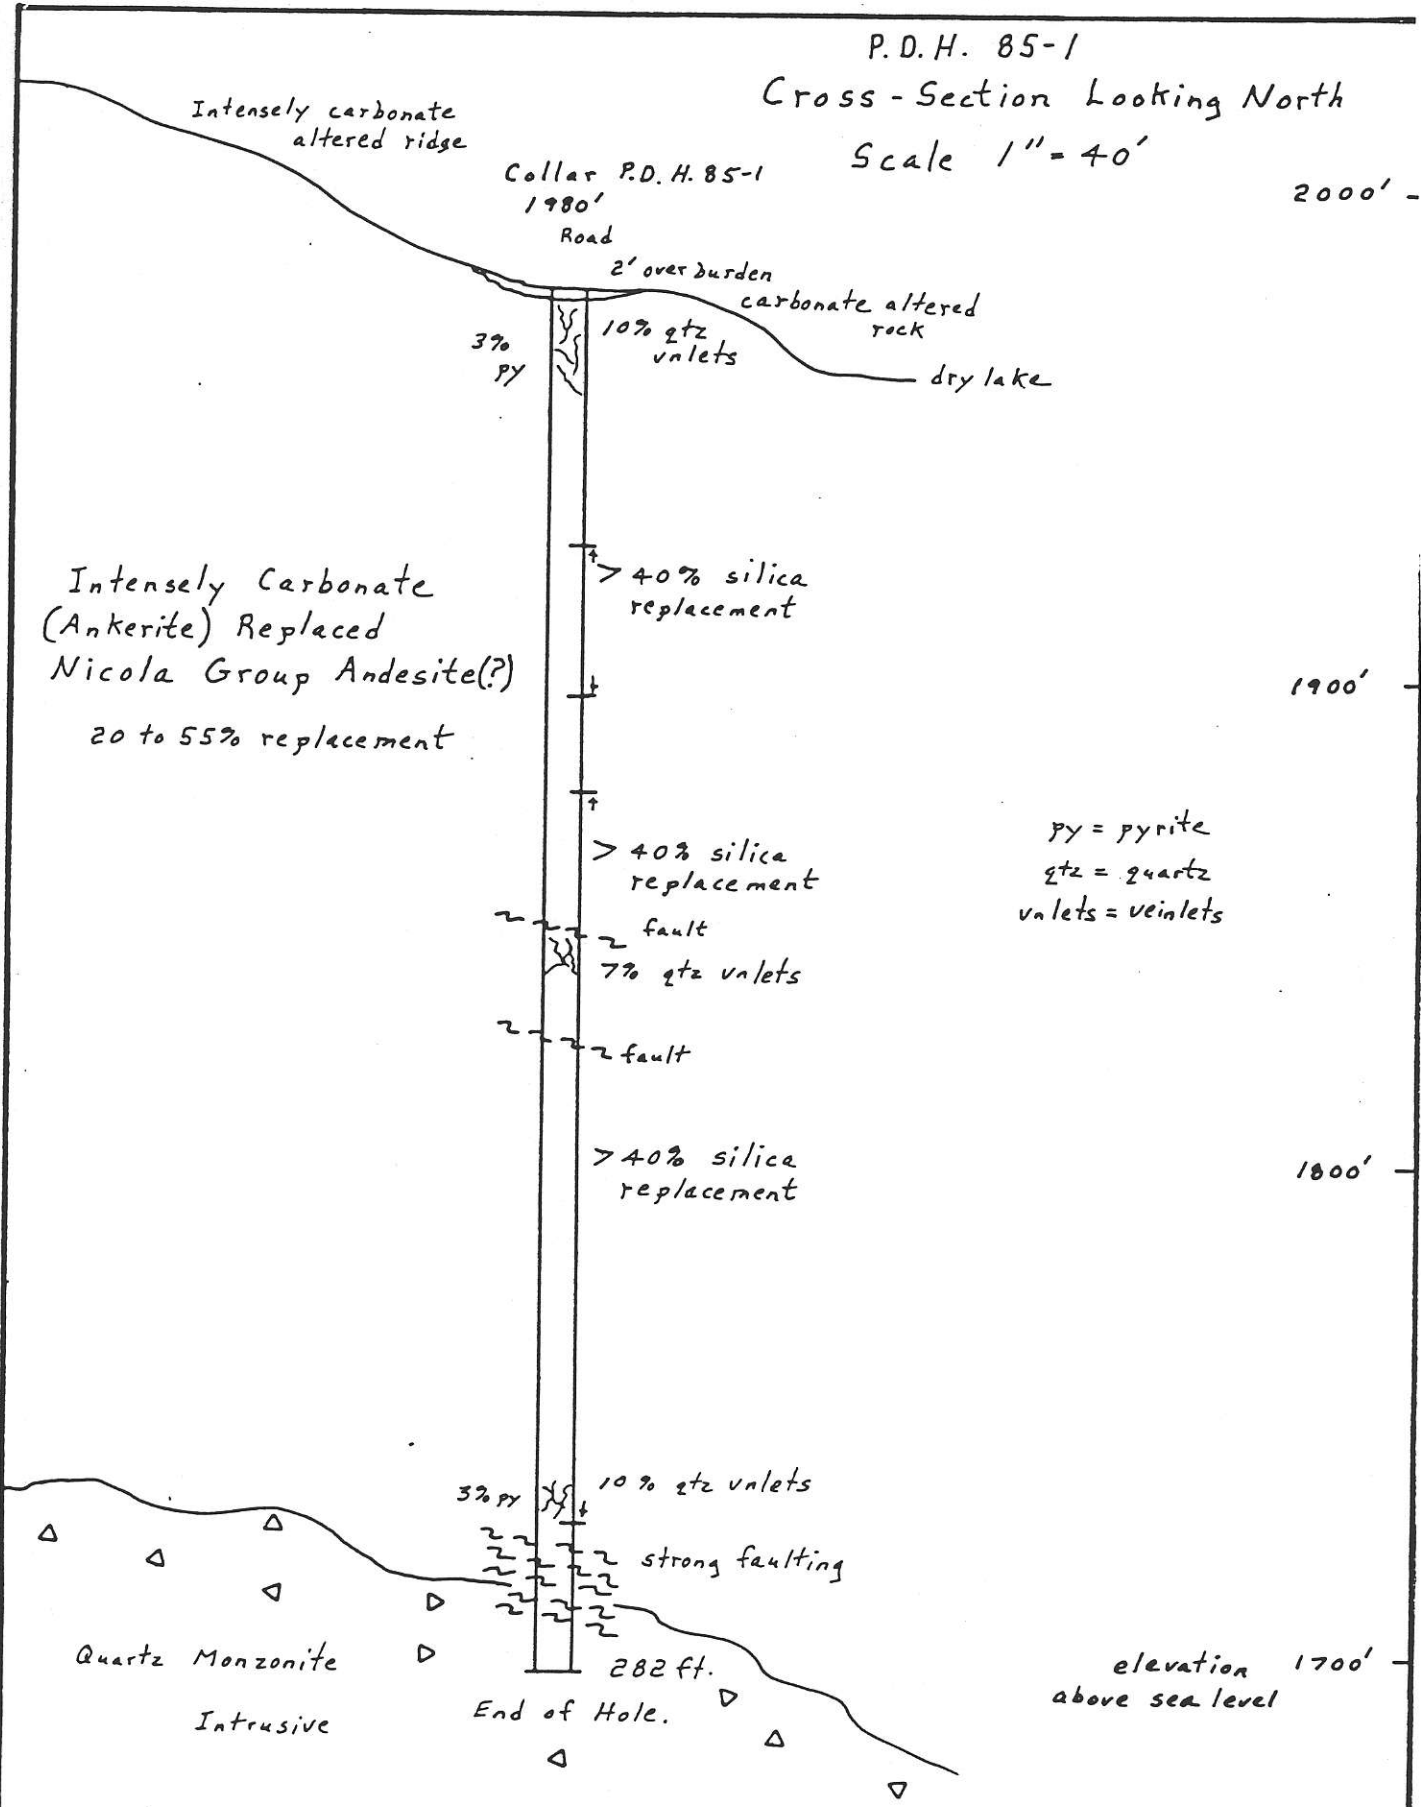 P.D.H. 85-1
Cross-Section Looking North
Scale 1"=40'
Intensely carbonate
altered ridge
Collar P.D.H. 85-1
1980'
Road
2000'
2' overburden
carbonate altered
rock
3%
py
10% qtz
vnlets
dry lake
>40% silica
replacement
Intensely Carbonate
(Ankerite) Replaced
Nicola Group Andesite(?)
20 to 55% replacement
1900'
>40% silica
replacement
py = pyrite
qtz = quartz
vnlets = veinlets
fault
7% qtz vnlets
fault
>40% silica
replacement
1800'
3% py
10% qtz vnlets
strong faulting
Quartz Monzonite
Intrusive
282 ft.
End of Hole.
elevation
above sea level
1700'